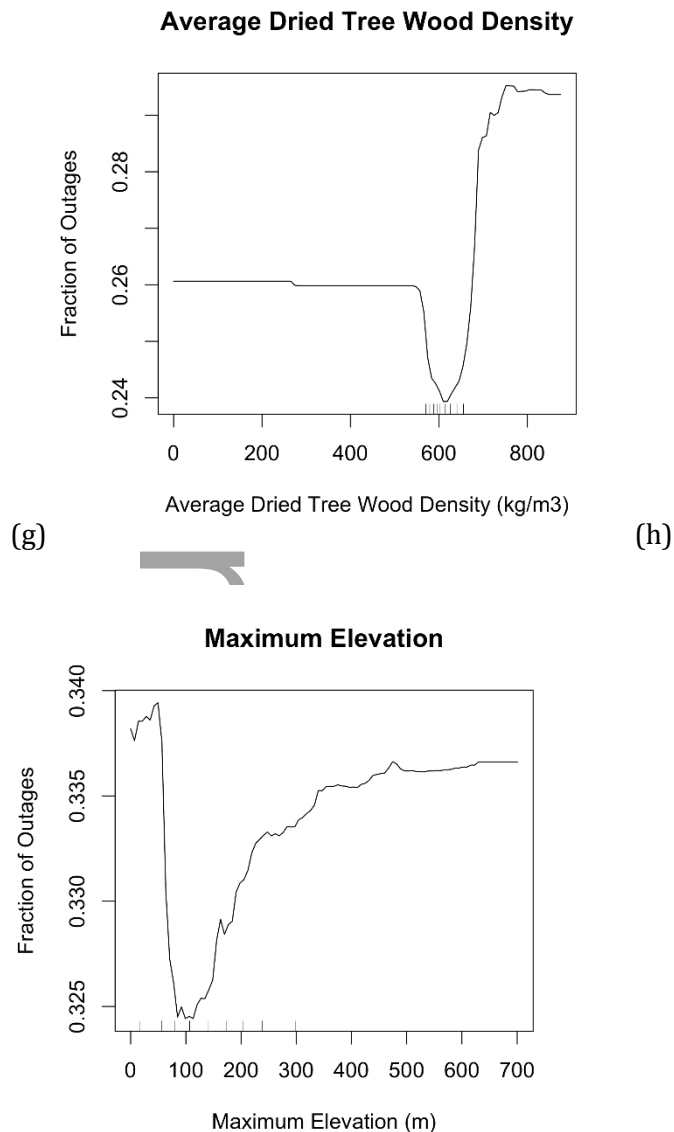 Average Dried Tree Wood Density
Fraction of Outages
0.28
0.26
0.24
0 200 400 600 800
Average Dried Tree Wood Density (kg/m3)
(g) (h)
Maximum Elevation
Fraction of Outages
0.340
0.335
0.330
0.325
0 100 200 300 400 500 600 700
Maximum Elevation (m)